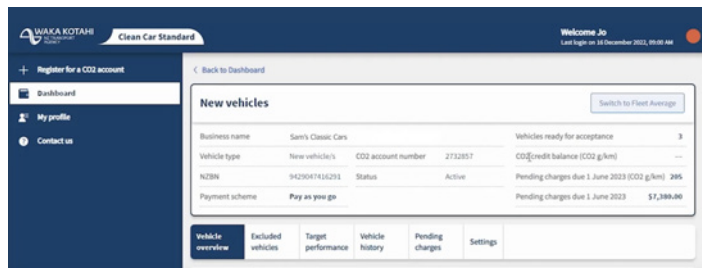 WAKA KOTAHI
NZ TRANSPORT
AGENCY
Clean Car Standard
Welcome Jo
Last login on 16 December 2022, 09:00 AM
Register for a CO2 account
Dashboard
My profile
Contact us
< Back to Dashboard
New vehicles
Switch to Fleet Average
Business name Sam's Classic Cars
Vehicle type New vehicle/s
NZBN 9429047416291
Payment scheme Pay as you go
CO2 account number 2732857
Status Active
Vehicles ready for acceptance 3
CO2 credit balance (CO2 g/km) ---
Pending charges due 1 June 2023 (CO2 g/km) 205
Pending charges due 1 June 2023 $7,380.00
Vehicle overview
Excluded vehicles
Target performance
Vehicle history
Pending charges
Settings